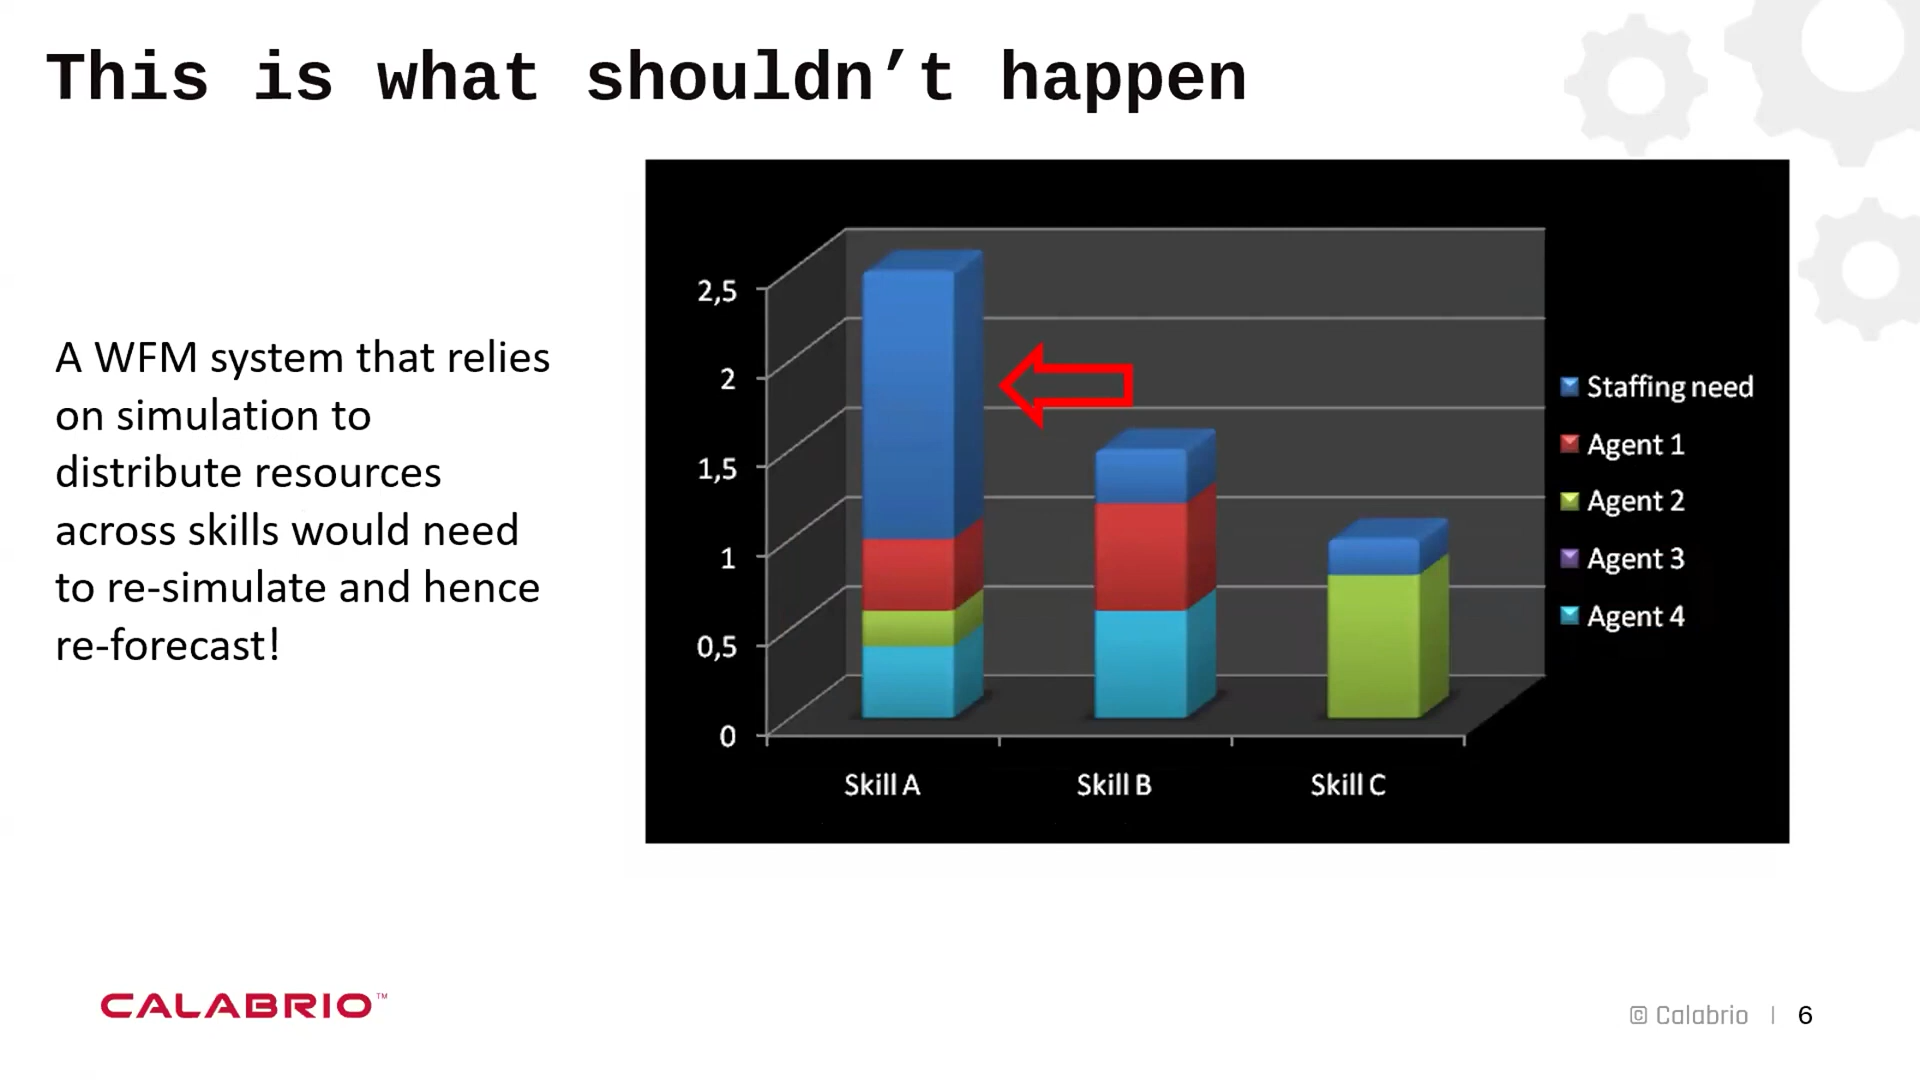 This is what shouldn’t happen
A WFM system that relies
on simulation to
distribute resources
across skills would need
to re-simulate and hence
re-forecast!
2,5
2
1,5
1
0,5
0
Skill A
Skill B
Skill C
Staffing need
Agent 1
Agent 2
Agent 3
Agent 4
CALABRIO™
© Calabrio | 6